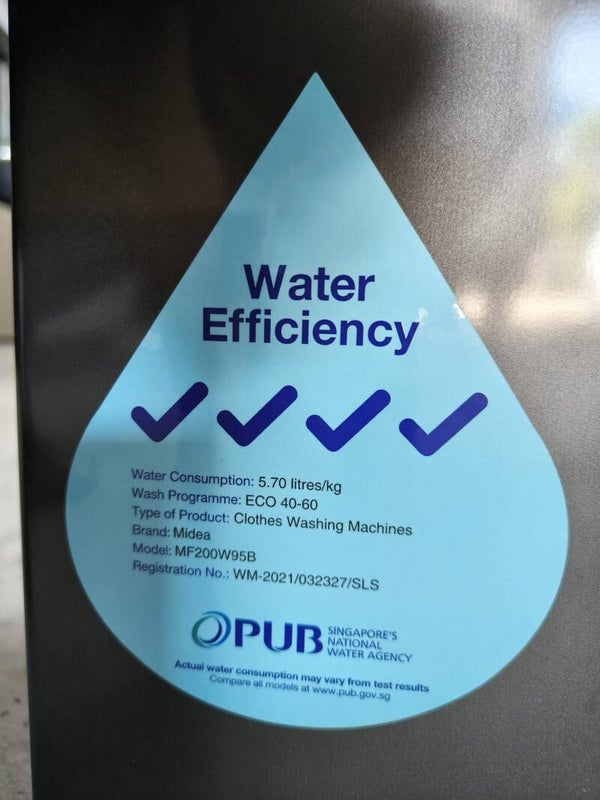 Water
Efficiency
Water Consumption: 5.70 litres/kg
Wash Programme: ECO 40-60
Type of Product: Clothes Washing Machines
Brand: Midea
Model: MF200W95B
Registration No.: WM-2021/032327/SLS
PUB
SINGAPORE'S
NATIONAL
WATER AGENCY
Actual water consumption may vary from test results
Compare all models at www.pub.gov.sg